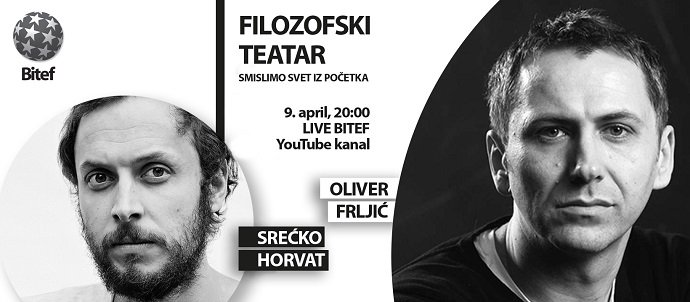 Bitef
FILOZOFSKI
TEATAR
SMISLIMO SVET IZ POČETKA
9. april, 20:00
LIVE BITEF
YouTube kanal
OLIVER
FRLJIĆ
SREĆKO
HORVAT